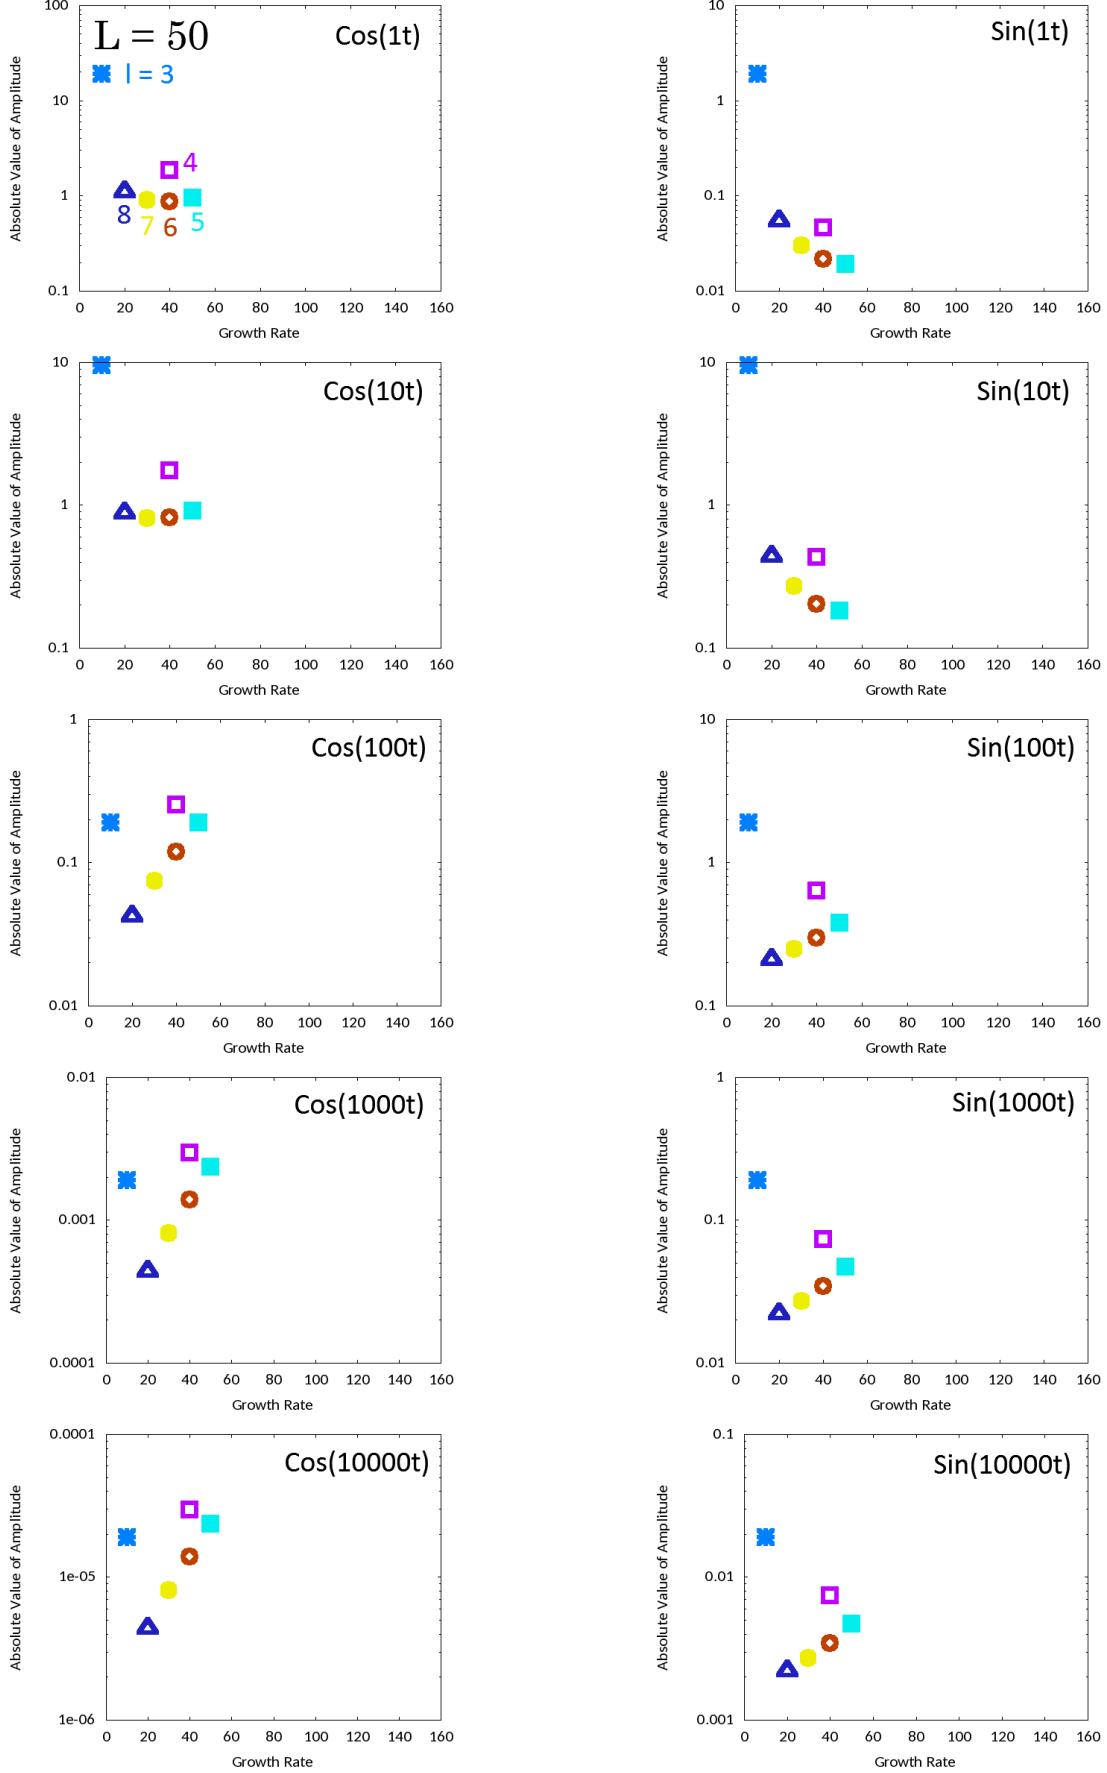 L = 50
Cos(1t)
l = 3
4
8
7
6
5
Absolute Value of Amplitude
100
10
1
0.1
0 20 40 60 80 100 120 140 160
Growth Rate
Sin(1t)
Absolute Value of Amplitude
10
1
0.1
0.01
0 20 40 60 80 100 120 140 160
Growth Rate
Cos(10t)
Absolute Value of Amplitude
10
1
0.1
0 20 40 60 80 100 120 140 160
Growth Rate
Sin(10t)
Absolute Value of Amplitude
10
1
0.1
0 20 40 60 80 100 120 140 160
Growth Rate
Cos(100t)
Absolute Value of Amplitude
1
0.1
0.01
0 20 40 60 80 100 120 140 160
Growth Rate
Sin(100t)
Absolute Value of Amplitude
10
1
0.1
0 20 40 60 80 100 120 140 160
Growth Rate
Cos(1000t)
Absolute Value of Amplitude
0.01
0.001
0.0001
0 20 40 60 80 100 120 140 160
Growth Rate
Sin(1000t)
Absolute Value of Amplitude
1
0.1
0.01
0 20 40 60 80 100 120 140 160
Growth Rate
Cos(10000t)
Absolute Value of Amplitude
0.0001
1e-05
1e-06
0 20 40 60 80 100 120 140 160
Growth Rate
Sin(10000t)
Absolute Value of Amplitude
0.1
0.01
0.001
0 20 40 60 80 100 120 140 160
Growth Rate